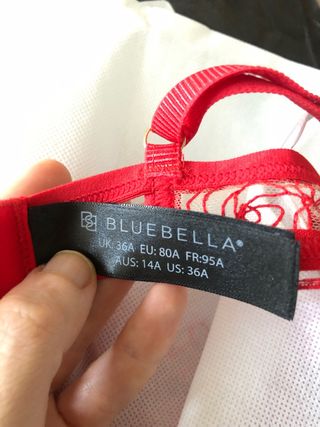 BLUEBELLA®
UK: 36A EU: 80A FR:95A
AUS: 14A US: 36A